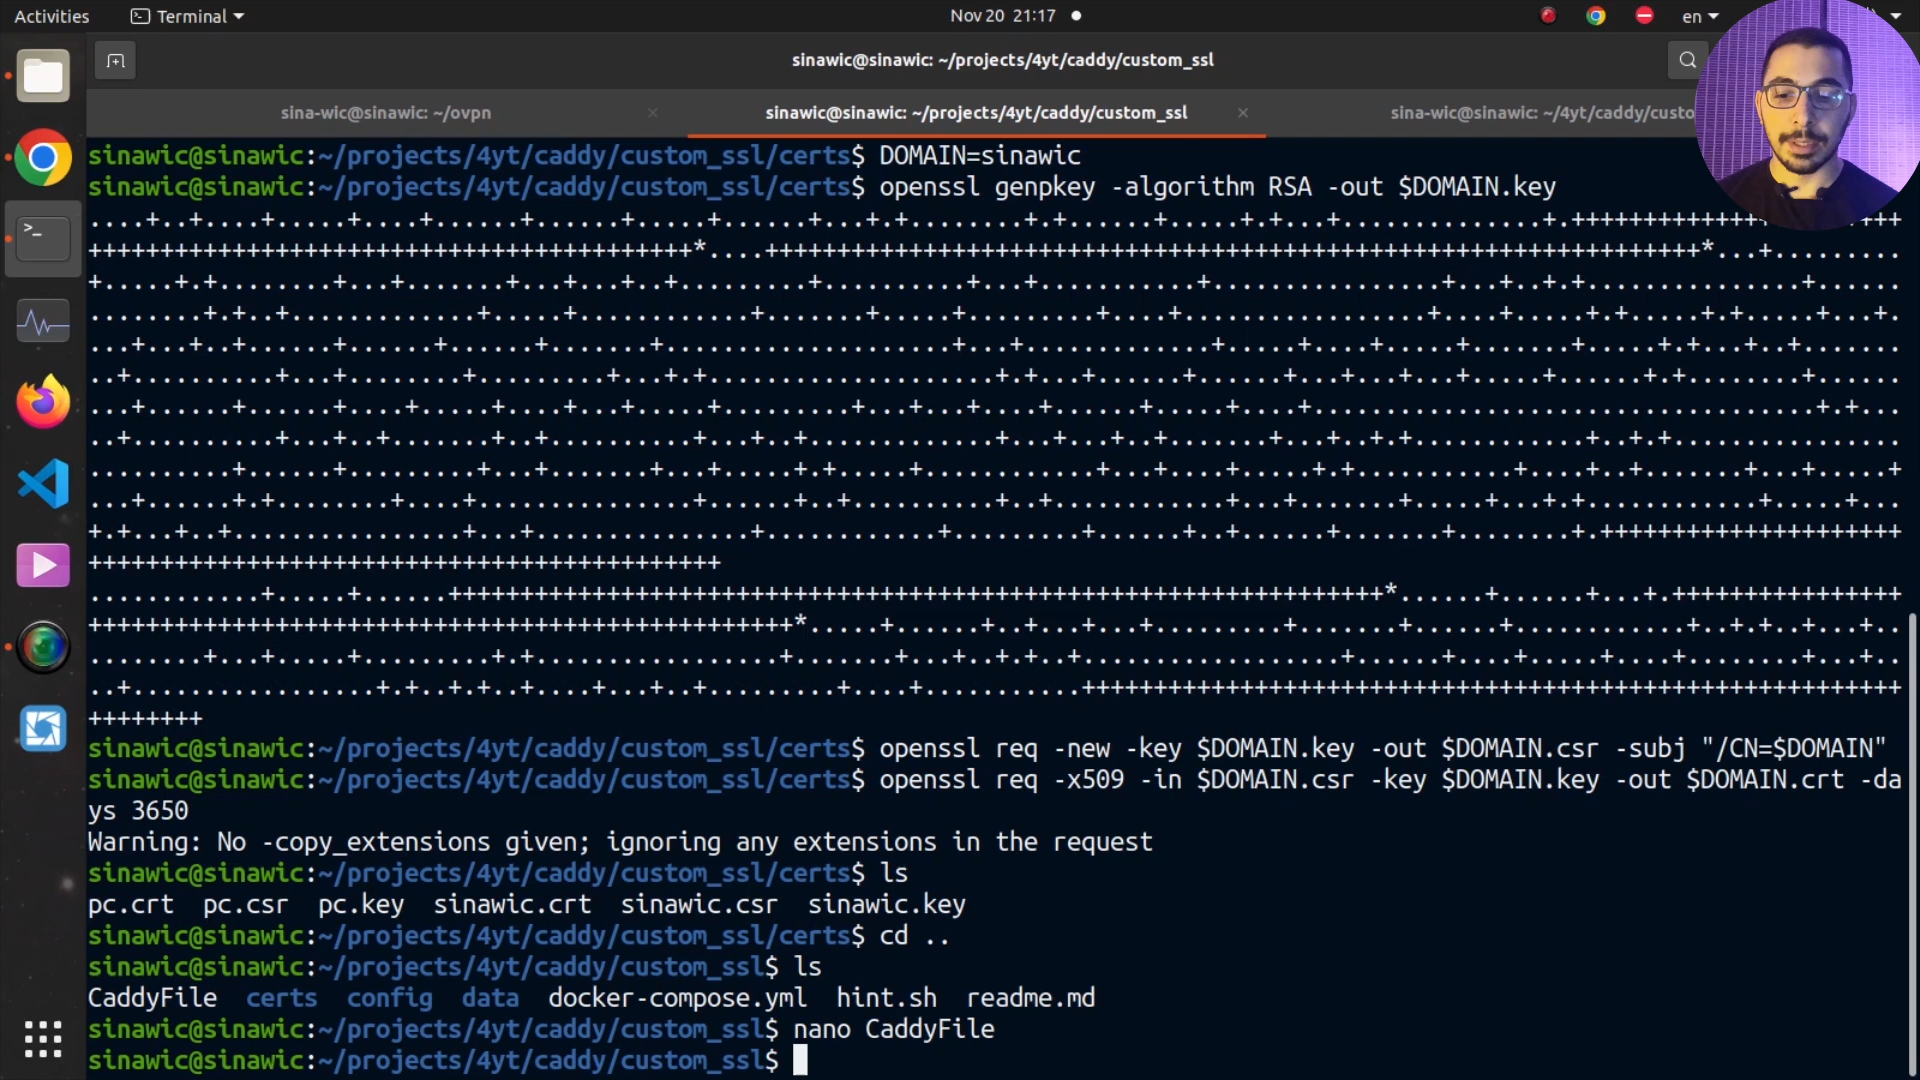 Activities
Terminal
Nov 20 21:17
en
sinawic@sinawic: ~/projects/4yt/caddy/custom_ssl
sina-wic@sinawic: ~/ovpn
sinawic@sinawic: ~/projects/4yt/caddy/custom_ssl
sina-wic@sinawic: ~/4yt/caddy/custo
sinawic@sinawic:~/projects/4yt/caddy/custom_ssl/certs$ DOMAIN=sinawic
sinawic@sinawic:~/projects/4yt/caddy/custom_ssl/certs$ openssl genpkey -algorithm RSA -out $DOMAIN.key
sinawic@sinawic:~/projects/4yt/caddy/custom_ssl/certs$ openssl req -new -key $DOMAIN.key -out $DOMAIN.csr -subj "/CN=$DOMAIN"
sinawic@sinawic:~/projects/4yt/caddy/custom_ssl/certs$ openssl req -x509 -in $DOMAIN.csr -key $DOMAIN.key -out $DOMAIN.crt -da
ys 3650
Warning: No -copy_extensions given; ignoring any extensions in the request
sinawic@sinawic:~/projects/4yt/caddy/custom_ssl/certs$ ls
pc.crt  pc.csr  pc.key  sinawic.crt  sinawic.csr  sinawic.key
sinawic@sinawic:~/projects/4yt/caddy/custom_ssl/certs$ cd ..
sinawic@sinawic:~/projects/4yt/caddy/custom_ssl$ ls
CaddyFile  certs  config  data  docker-compose.yml  hint.sh  readme.md
sinawic@sinawic:~/projects/4yt/caddy/custom_ssl$ nano CaddyFile
sinawic@sinawic:~/projects/4yt/caddy/custom_ssl$